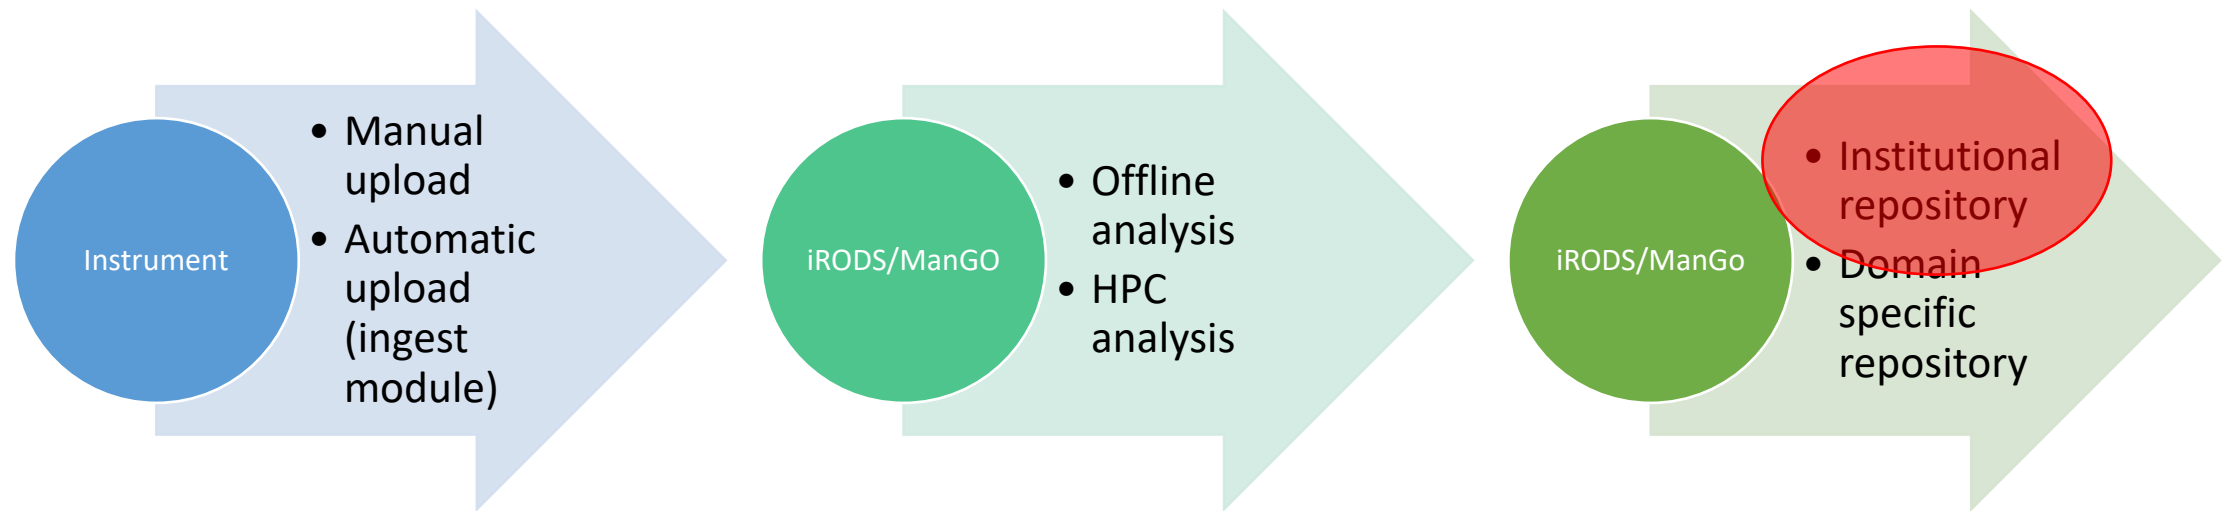 Instrument
• Manual
upload
• Automatic
upload
(ingest
module)
iRODS/ManGO
• Offline
analysis
• HPC
analysis
iRODS/ManGo
• Institutional
repository
• Domain
specific
repository